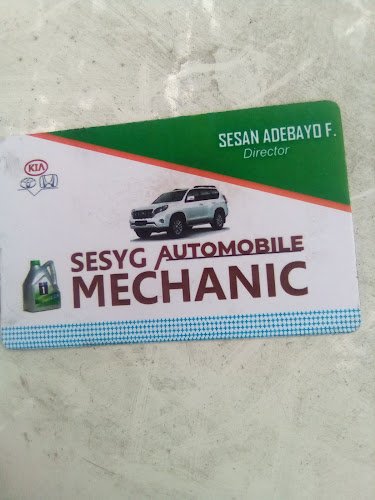 SESAN ADEBAYO F.
Director
KIA
SESYG AUTOMOBILE
MECHANIC